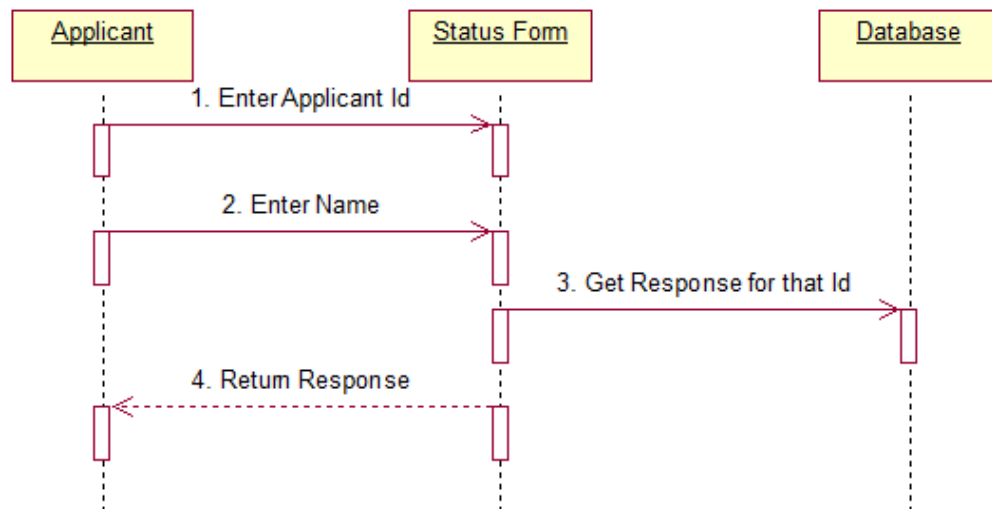 Applicant
Status Form
Database
1. Enter Applicant Id
2. Enter Name
3. Get Response for that Id
4. Return Response